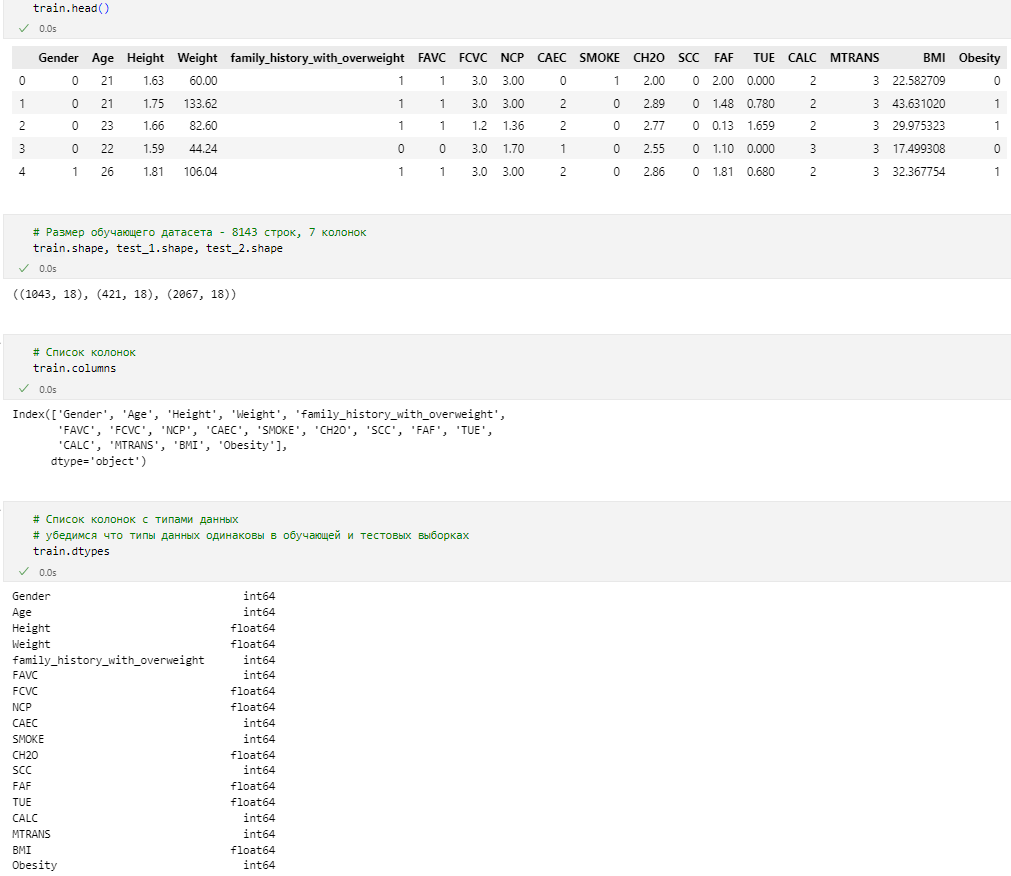 train.head()
0.0s
Gender Age Height Weight family_history_with_overweight FAVC FCVC NCP CAEC SMOKE CH2O SCC FAF TUE CALC MTRANS BMI Obesity
0 0 21 1.63 60.00 1 1 3.0 3.00 0 1 2.00 0 2.00 0.000 2 3 22.582709 0
1 0 21 1.75 133.62 1 1 3.0 3.00 2 0 2.89 0 1.48 0.780 2 3 43.631020 1
2 0 23 1.66 82.60 1 1 1.2 1.36 2 0 2.77 0 0.13 1.659 2 3 29.975323 1
3 0 22 1.59 44.24 0 0 3.0 1.70 1 0 2.55 0 1.10 0.000 3 3 17.499308 0
4 1 26 1.81 106.04 1 1 3.0 3.00 2 0 2.86 0 1.81 0.680 2 3 32.367754 1
# Размер обучающего датасета - 8143 строк, 7 колонок
train.shape, test_1.shape, test_2.shape
0.0s
((1043, 18), (421, 18), (2067, 18))
# Список колонок
train.columns
0.0s
Index(['Gender', 'Age', 'Height', 'Weight', 'family_history_with_overweight',
'FAVC', 'FCVC', 'NCP', 'CAEC', 'SMOKE', 'CH2O', 'SCC', 'FAF', 'TUE',
'CALC', 'MTRANS', 'BMI', 'Obesity'],
dtype='object')
# Список колонок с типами данных
# убедимся что типы данных одинаковы в обучающей и тестовых выборках
train.dtypes
0.0s
Gender int64
Age int64
Height float64
Weight float64
family_history_with_overweight int64
FAVC int64
FCVC float64
NCP float64
CAEC int64
SMOKE int64
CH2O float64
SCC int64
FAF float64
TUE float64
CALC int64
MTRANS int64
BMI float64
Obesity int64